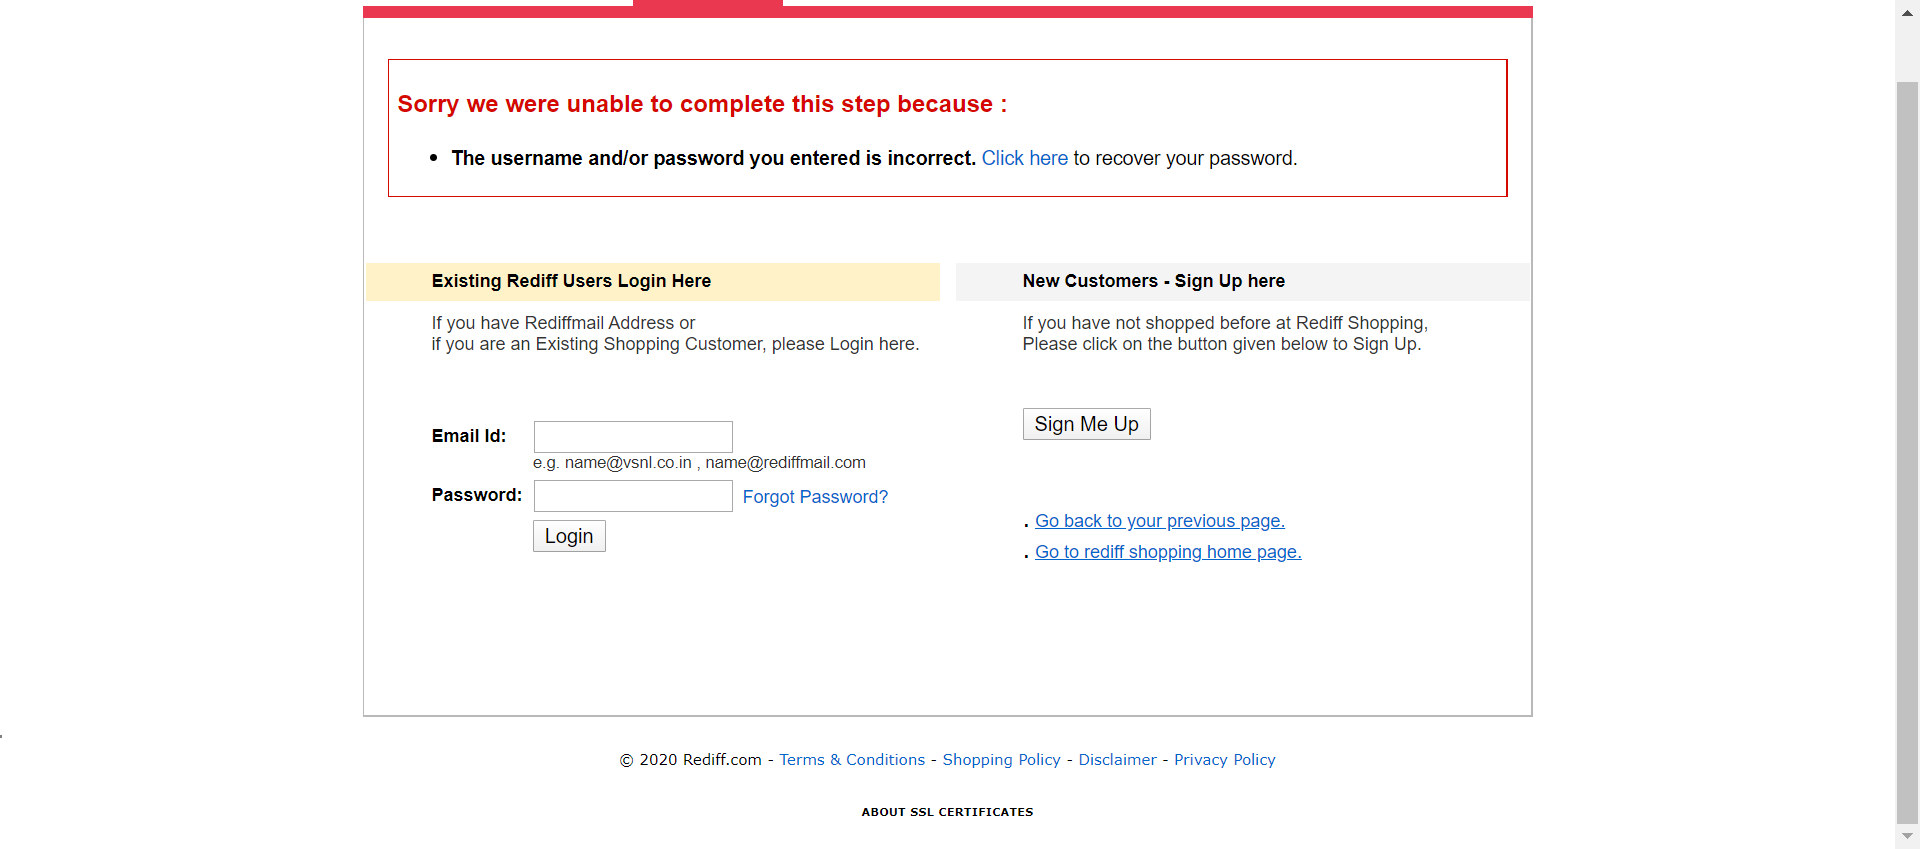 Sorry we were unable to complete this step because :
• The username and/or password you entered is incorrect. Click here to recover your password.
Existing Rediff Users Login Here
If you have Rediffmail Address or
if you are an Existing Shopping Customer, please Login here.
Email Id:
e.g. name@vsnl.co.in , name@rediffmail.com
Password:
Forgot Password?
Login
New Customers - Sign Up here
If you have not shopped before at Rediff Shopping,
Please click on the button given below to Sign Up.
Sign Me Up
. Go back to your previous page.
. Go to rediff shopping home page.
© 2020 Rediff.com - Terms & Conditions - Shopping Policy - Disclaimer - Privacy Policy
ABOUT SSL CERTIFICATES